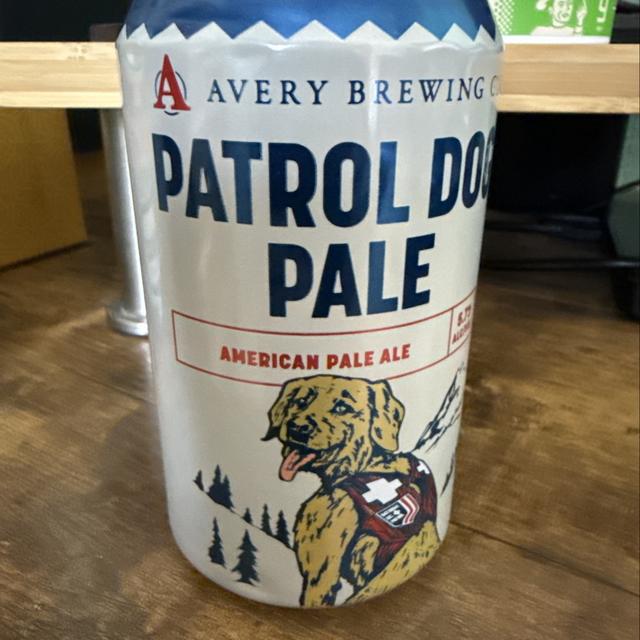 A AVERY BREWING
PATROL DOG
PALE
AMERICAN PALE ALE